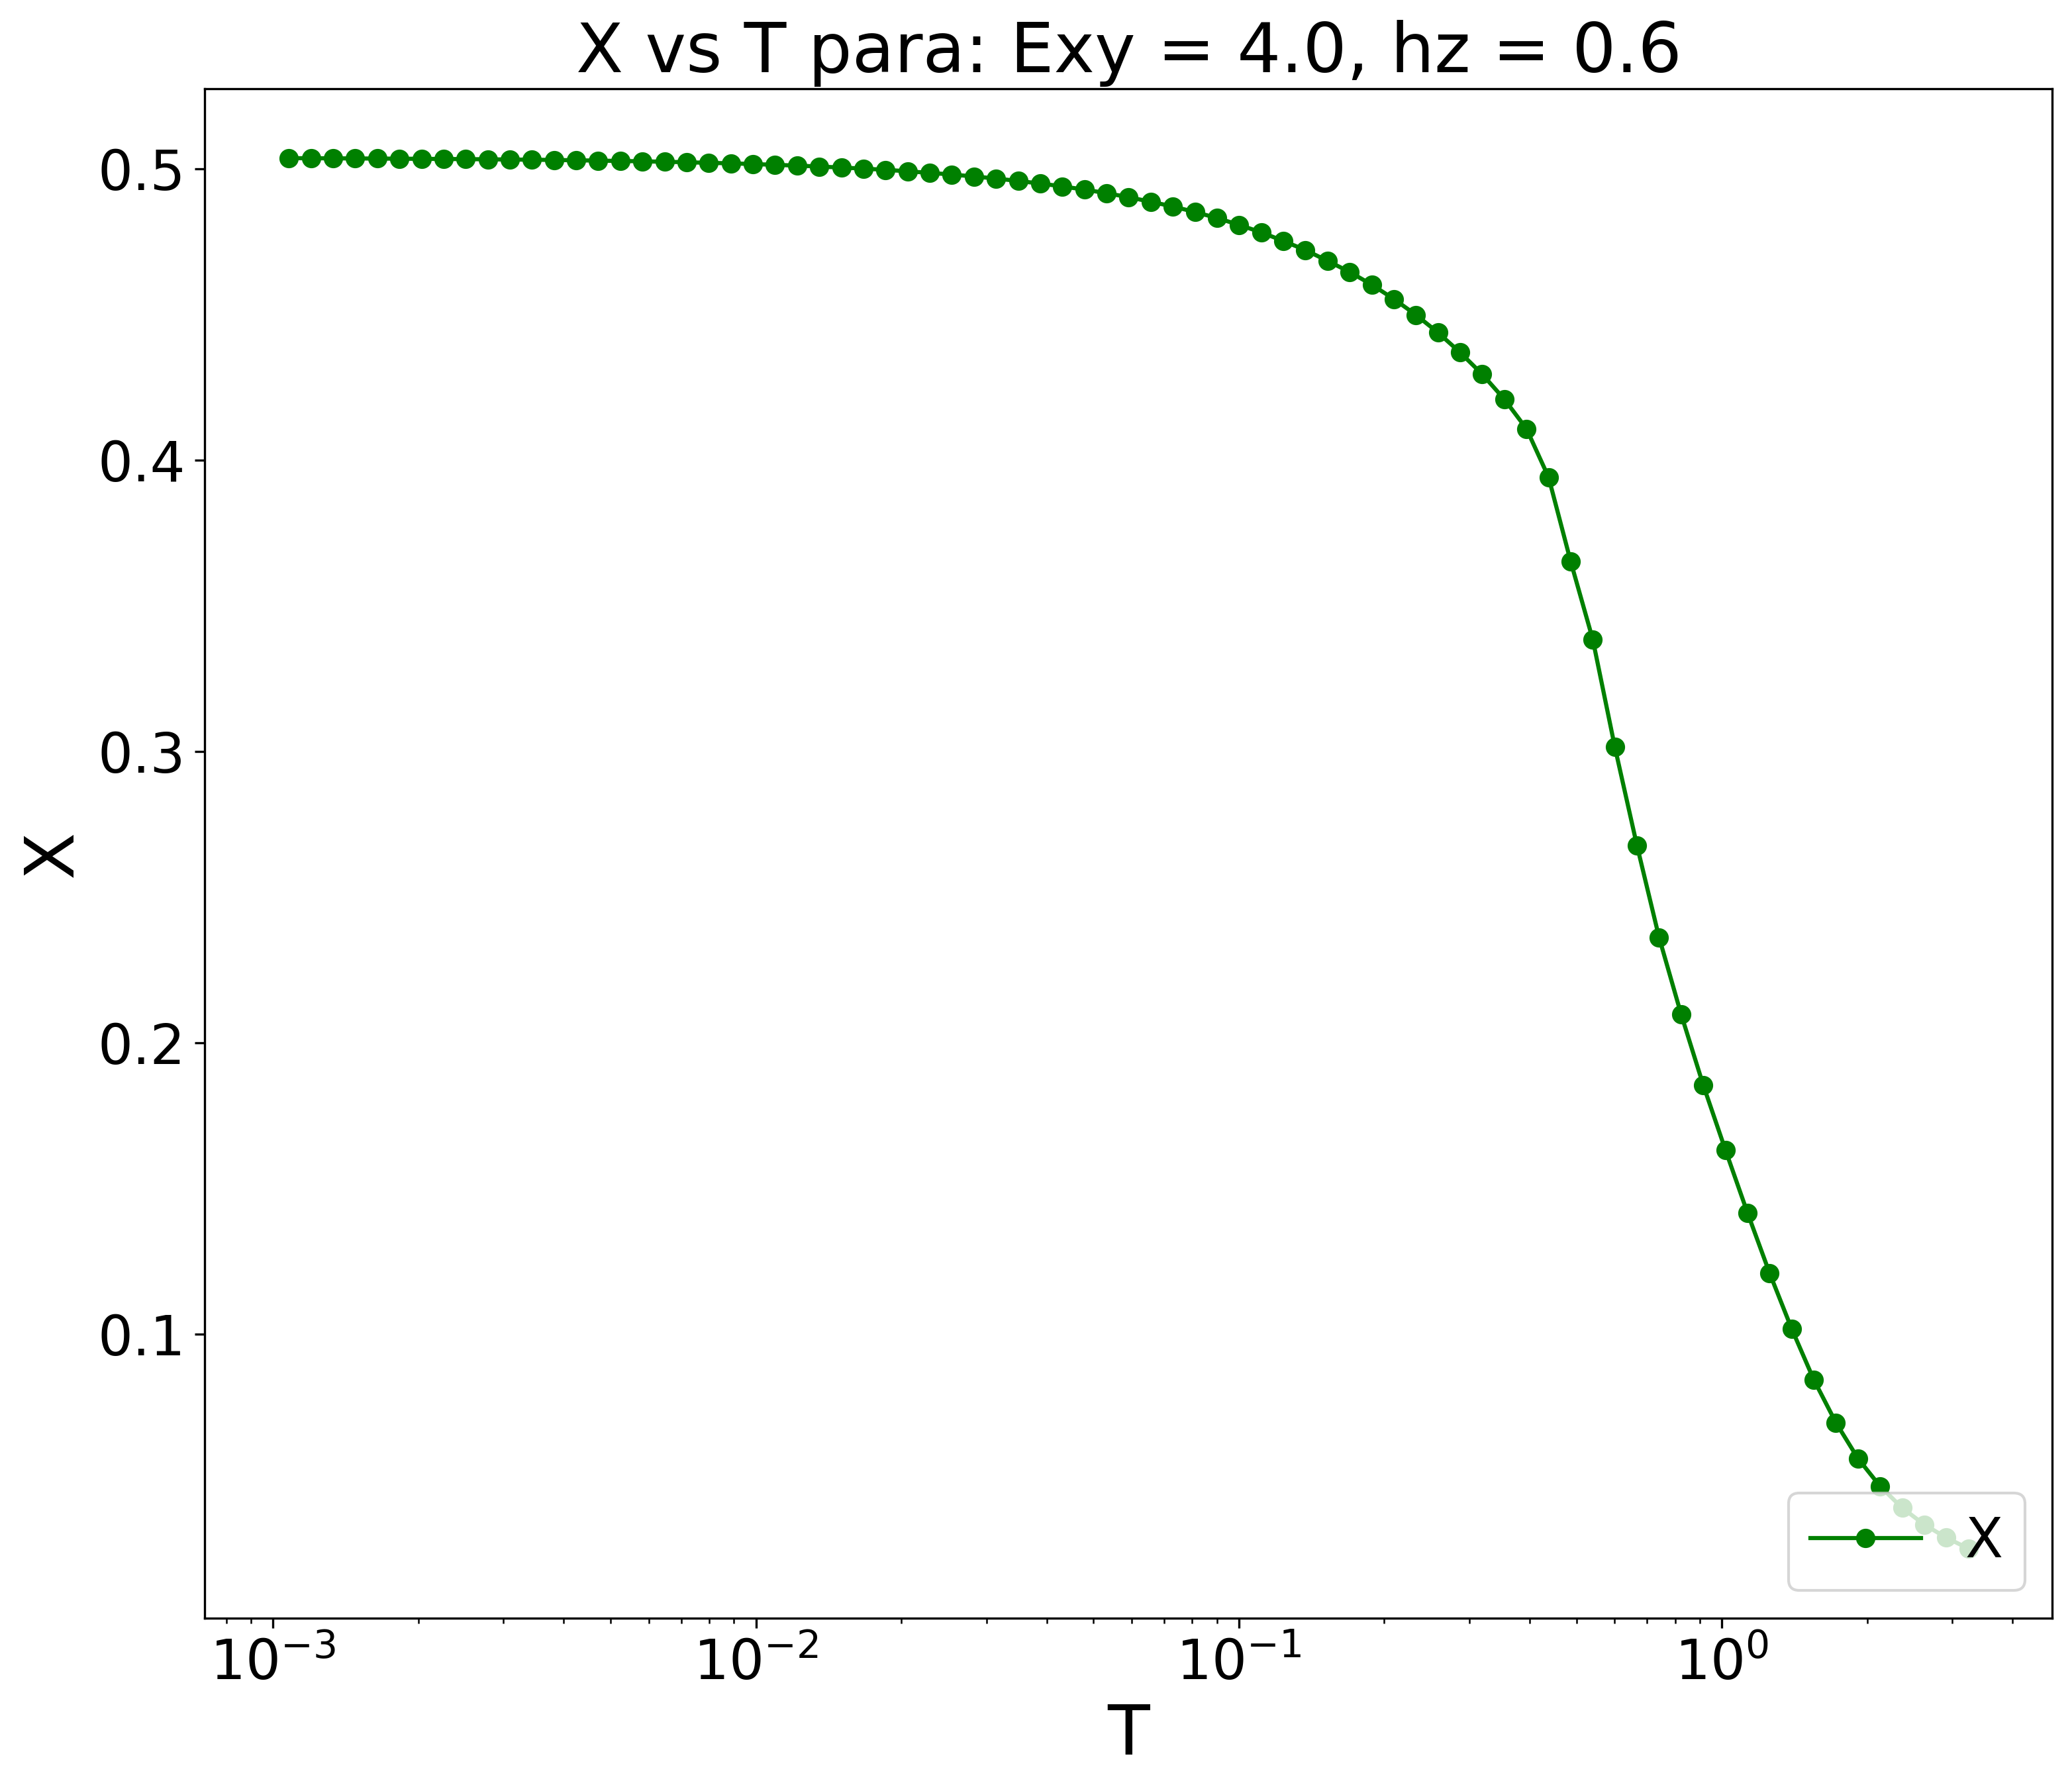 X vs T para: Exy = 4.0, hz = 0.6
X
0.5
0.4
0.3
0.2
0.1
X
10⁻³ 10⁻² 10⁻¹ 10⁰
T